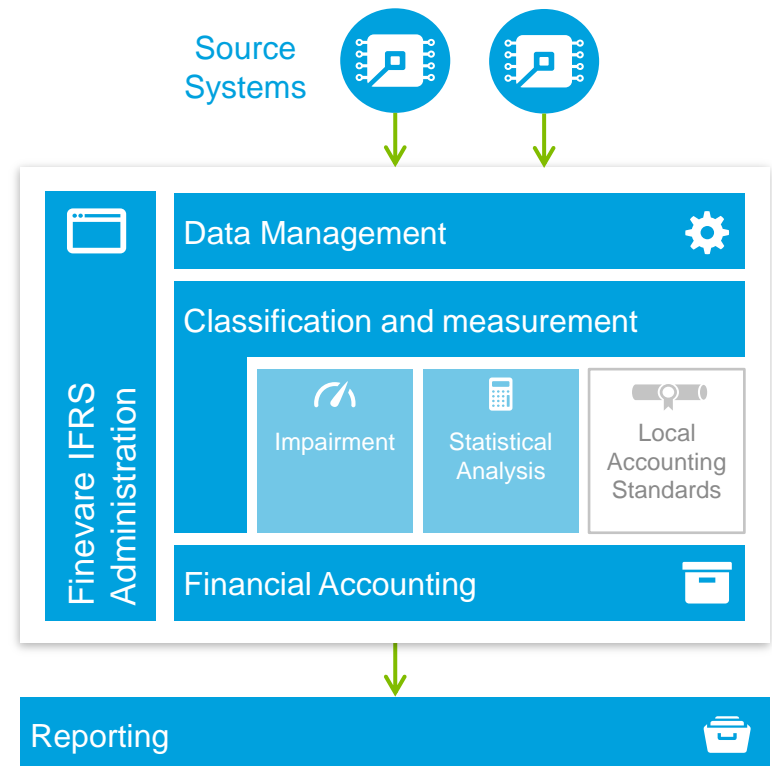 Source
Systems
Data Management
Classification and measurement
Impairment
Statistical
Analysis
Local
Accounting
Standards
Finevare IFRS
Administration
Financial Accounting
Reporting